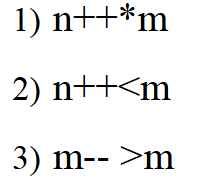 1) n++*m
2) n++<m
3) m-- >m